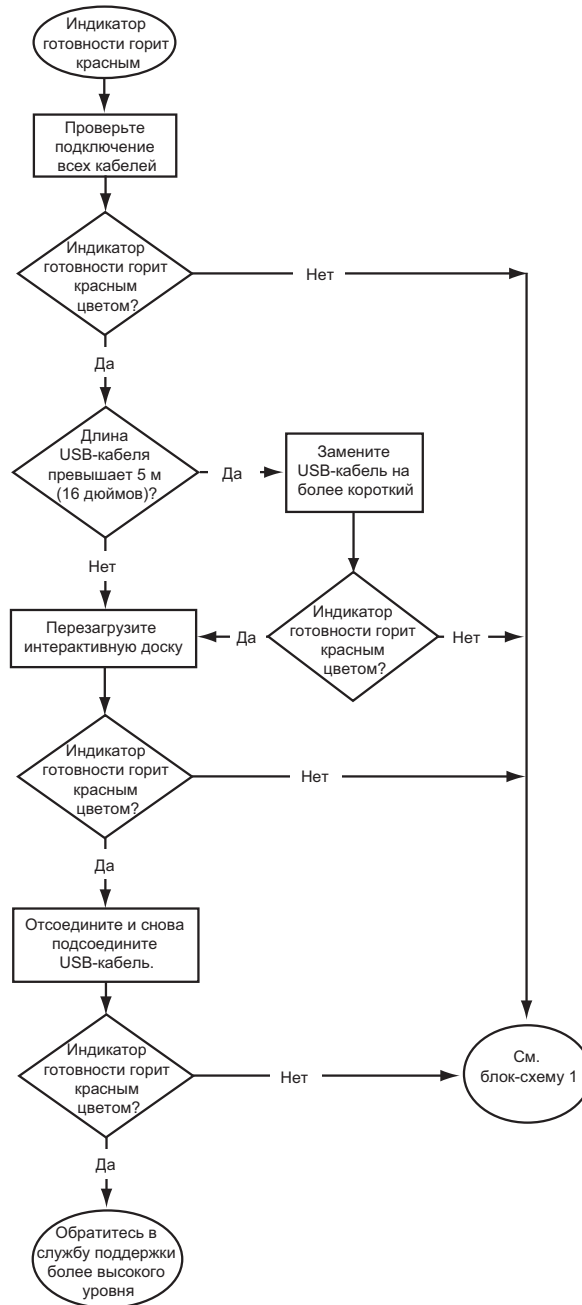 Индикатор
готовности горит
красным
Проверьте
подключение
всех кабелей
Индикатор
готовности горит
красным
цветом?
Нет
Да
Длина
USB-кабеля
превышает 5 м
(16 дюймов)?
Да
Замените
USB-кабель на
более короткий
Нет
Индикатор
готовности горит
красным
цветом?
Да
Нет
Перезагрузите
интерактивную доску
Индикатор
готовности горит
красным
цветом?
Нет
Да
Отсоедините и снова
подсоедините
USB-кабель.
Индикатор
готовности горит
красным
цветом?
Нет
См.
блок-схему 1
Да
Обратитесь в
службу поддержки
более высокого
уровня